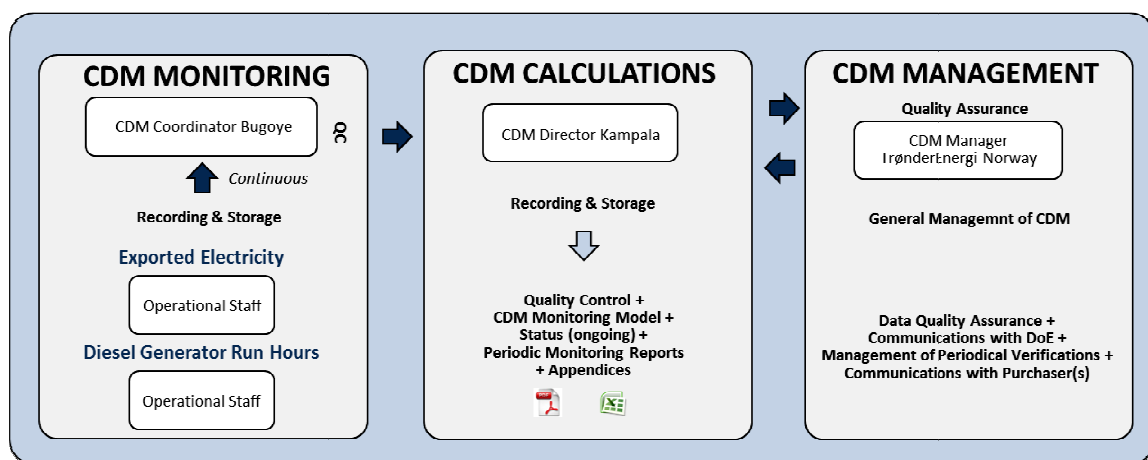 CDM MONITORING
CDM Coordinator Bugoye
QC
Continuous
Recording & Storage
Exported Electricity
Operational Staff
Diesel Generator Run Hours
Operational Staff
CDM CALCULATIONS
CDM Director Kampala
Recording & Storage
Quality Control +
CDM Monitoring Model +
Status (ongoing) +
Periodic Monitoring Reports
+ Appendices
CDM MANAGEMENT
Quality Assurance
CDM Manager
TrønderEnergi Norway
General Managemnt of CDM
Data Quality Assurance +
Communications with DoE +
Management of Periodical Verifications +
Communications with Purchaser(s)